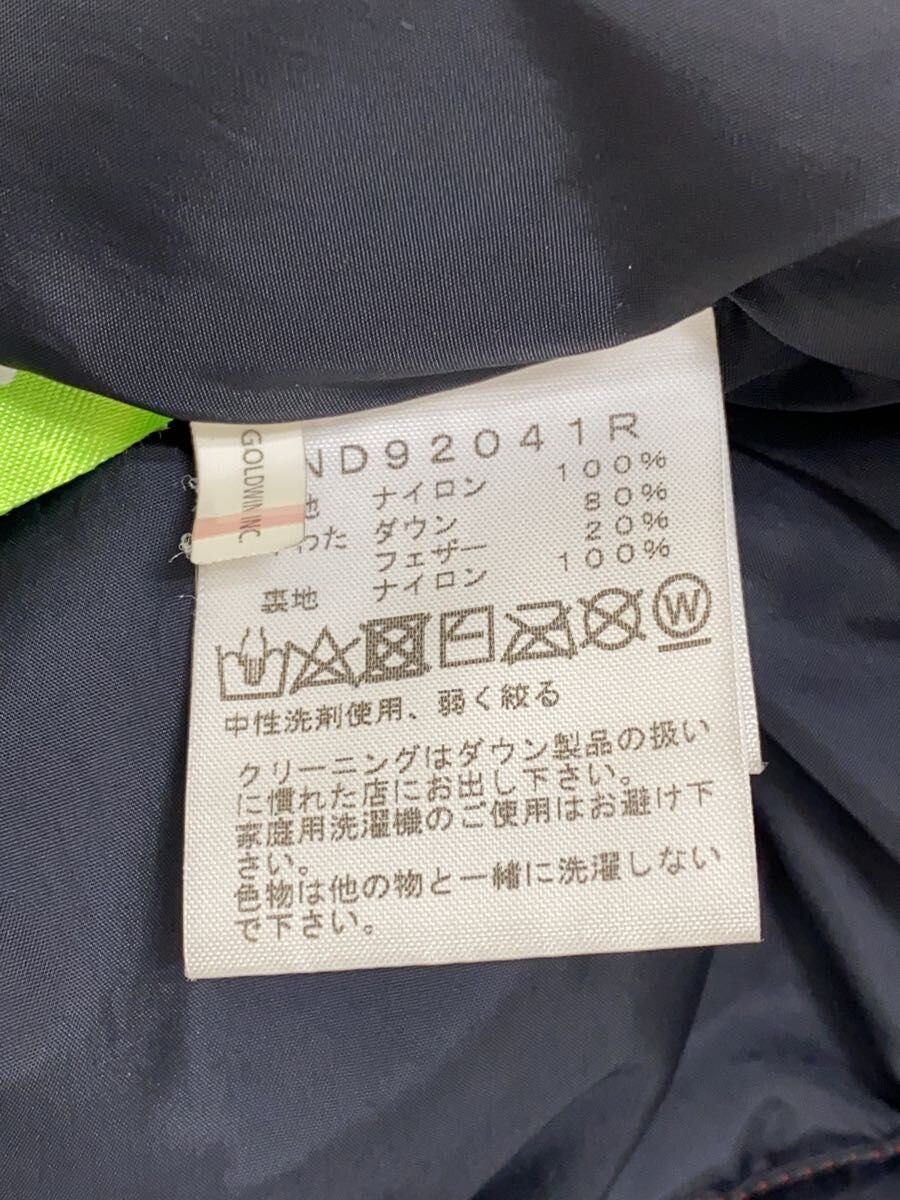 GOLDWIN INC
ND92041R
地 ナイロン 100%
わた ダウン 80%
フェザー 20%
裏地 ナイロン 100%
W
中性洗剤使用、弱く絞る
クリーニングはダウン製品の扱い
に慣れた店にお出し下さい。
家庭用洗濯機のご使用はお避け下
さい。
色物は他の物と一緒に洗濯しない
で下さい。